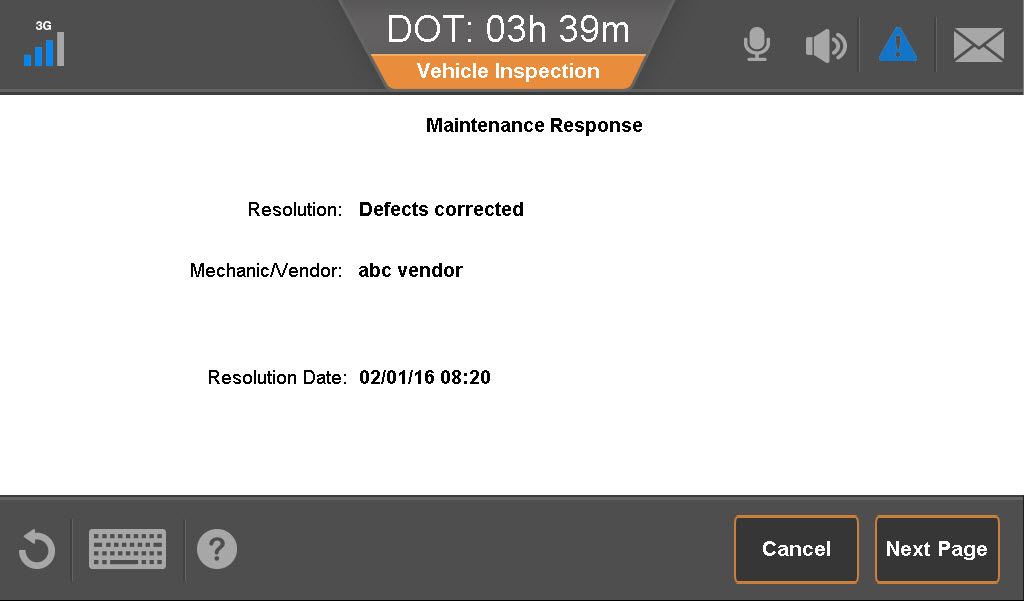 3G
DOT: 03h 39m
Vehicle Inspection
Maintenance Response
Resolution: Defects corrected
Mechanic/Vendor: abc vendor
Resolution Date: 02/01/16 08:20
?
Cancel
Next Page